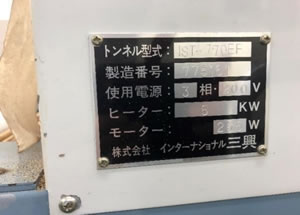 トンネル型式：
製造番号：
使用電源：3相・200V
ヒーター： 5 KW
モーター： W
株式会社 インターナショナル三興